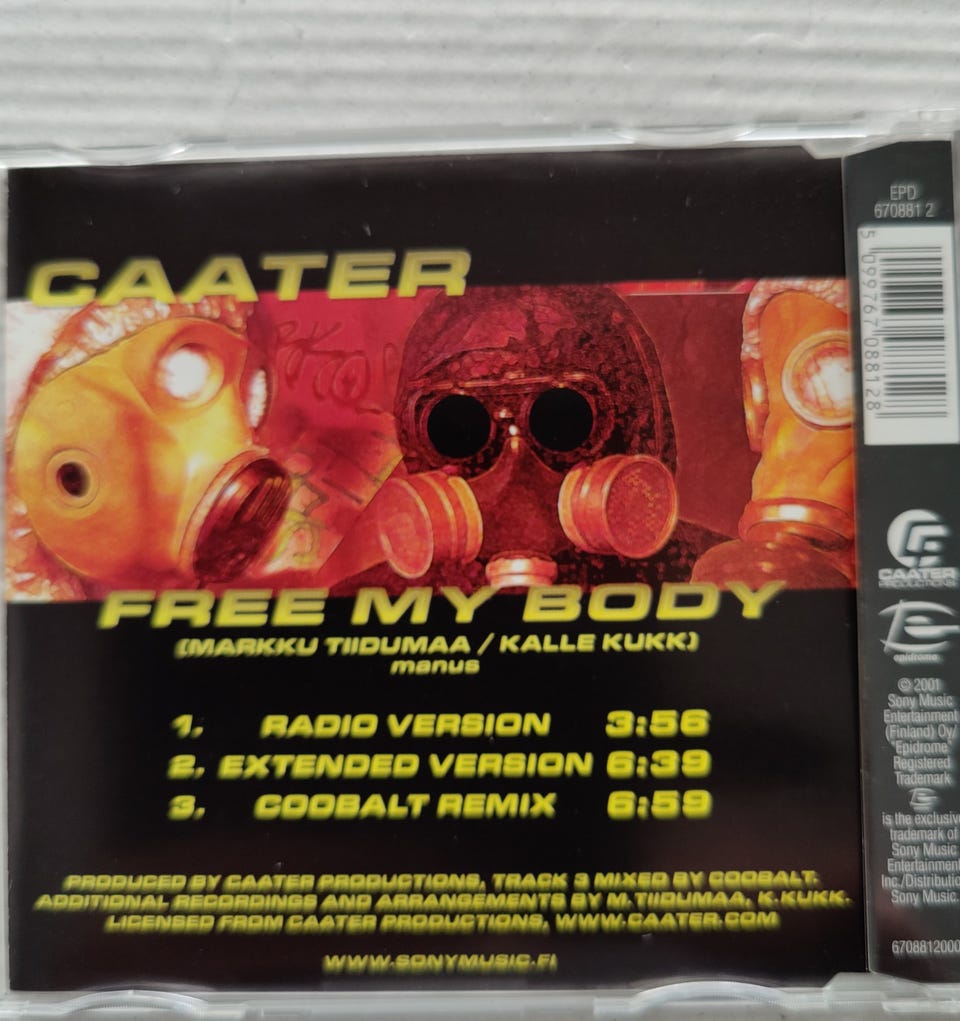 CAATER
FREE MY BODY
(MARKKU TIIDUMAA / KALLE KUKK)
manus
1. RADIO VERSION 3:56
2. EXTENDED VERSION 6:39
3. COOBALT REMIX 6:59
PRODUCED BY CAATER PRODUCTIONS, TRACK 3 MIXED BY COOBALT.
ADDITIONAL RECORDINGS AND ARRANGEMENTS BY M.TIIDUMAA, K.KUKK.
LICENSED FROM CAATER PRODUCTIONS, WWW.CAATER.COM
WWW.SONYMUSIC.FI
EPD
670881 2
5 099767 088128
CAATER
PRODUCTIONS
epidrome
© 2001
Sony Music
Entertainment
(Finland) Oy/
"Epidrome"
Registered
Trademark
is the exclusive
trademark of
Sony Music
Entertainment
Inc./Distributio
Sony Music.
6708812000